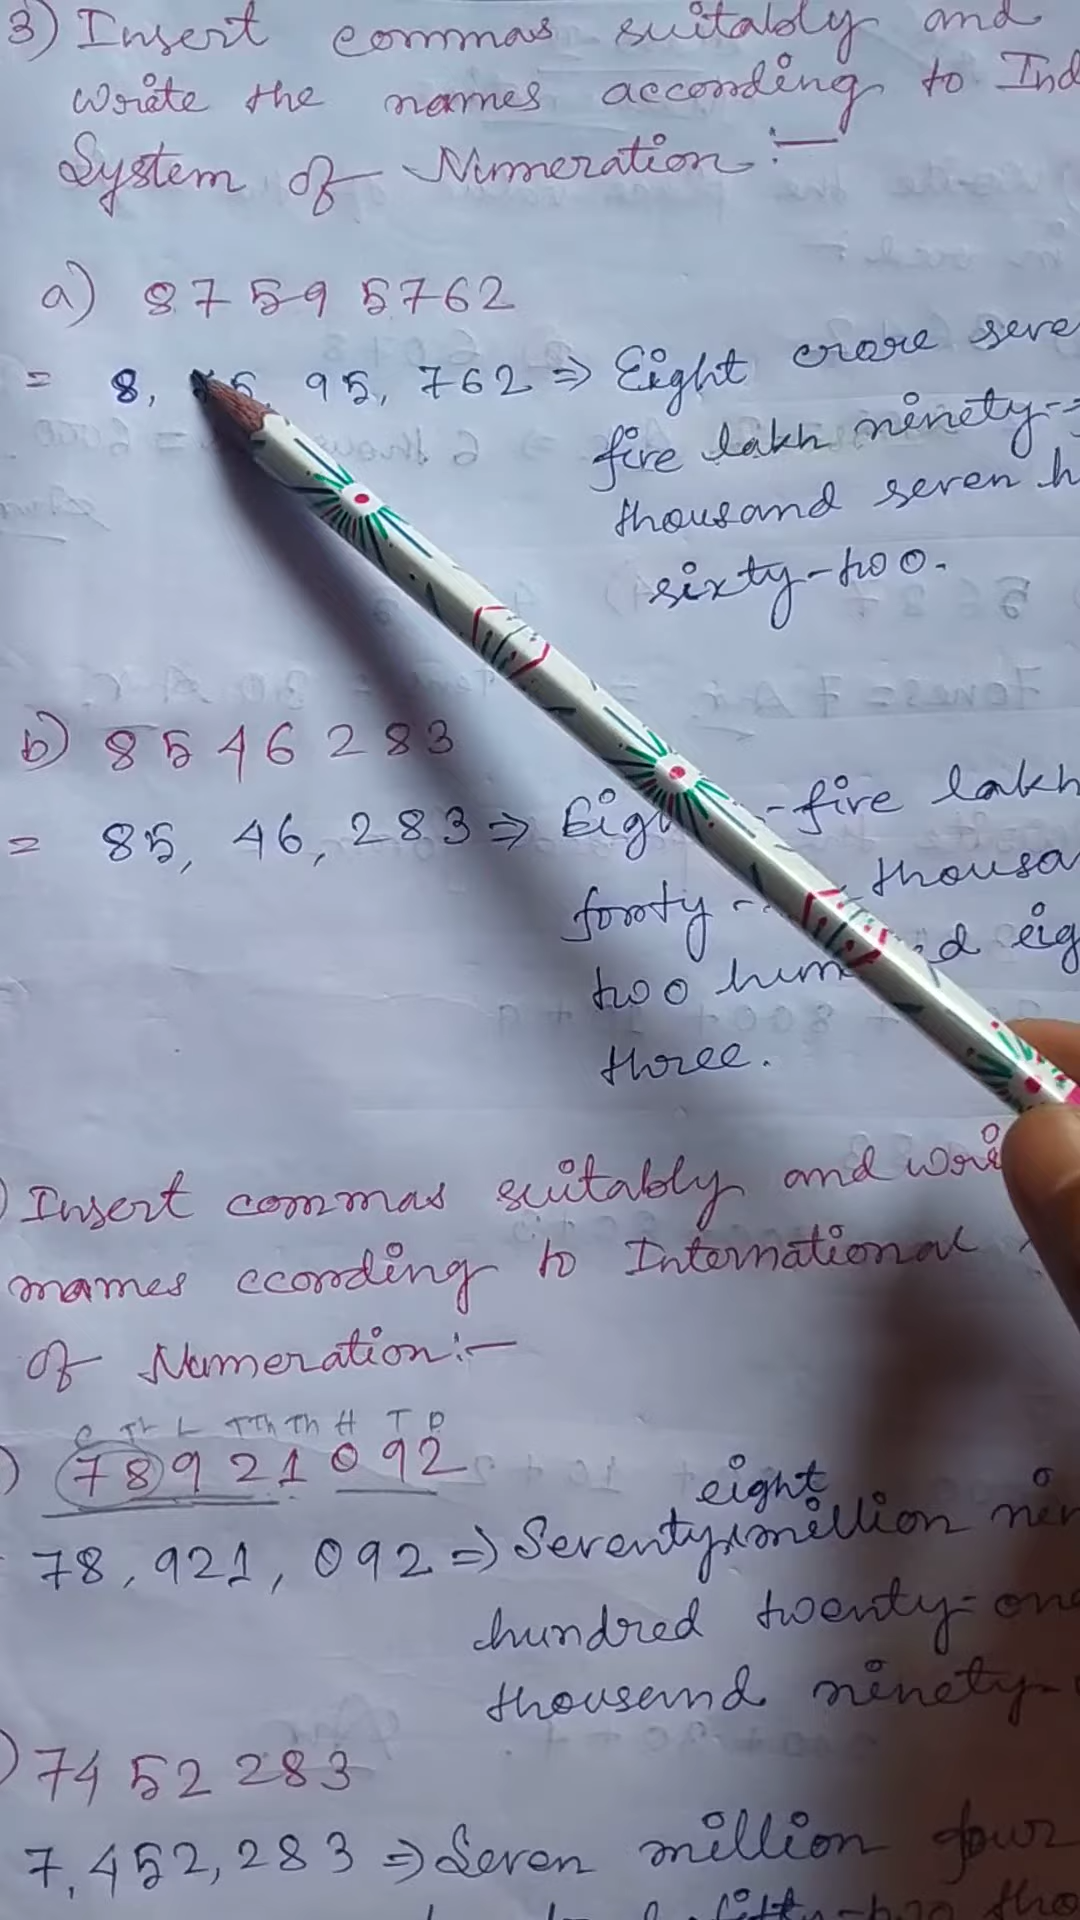 3) Insert commas suitably and
write the names according to Ind
System of Numeration :-
a) 87595762
= 8, 5, 95, 762 ⇒ Eight crore seve
five lakh ninety-
thousand seven h
sixty-two.
b) 8546283
= 85, 46, 283 ⇒ Eig -five lakh
forty thousa
two hun d eig
three.
) Insert commas suitably and wri
names ccording to International
of Numeration:-
C TL L TTh Th H T O
) 78921092
eight
78, 921, 092 ⇒ Seventy million nin
hundred twenty-one
thousand ninety-
) 7452283
7,452,283 ⇒ Seven million four